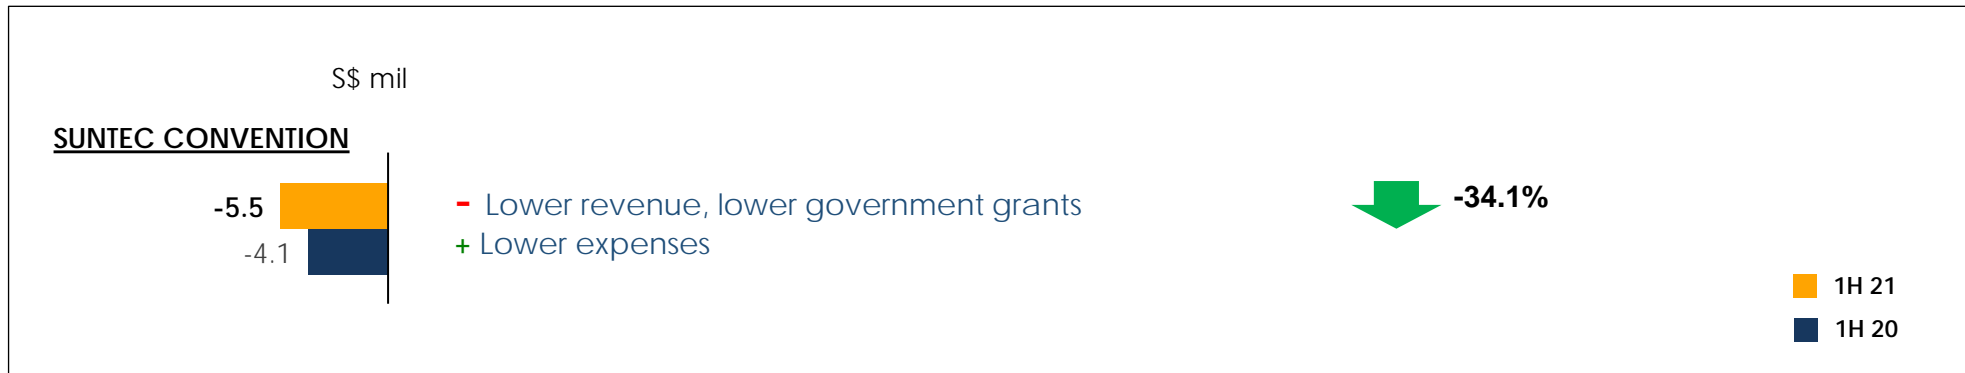 S$ mil
SUNTEC CONVENTION
-5.5
- Lower revenue, lower government grants
-34.1%
-4.1
+ Lower expenses
1H 21
1H 20